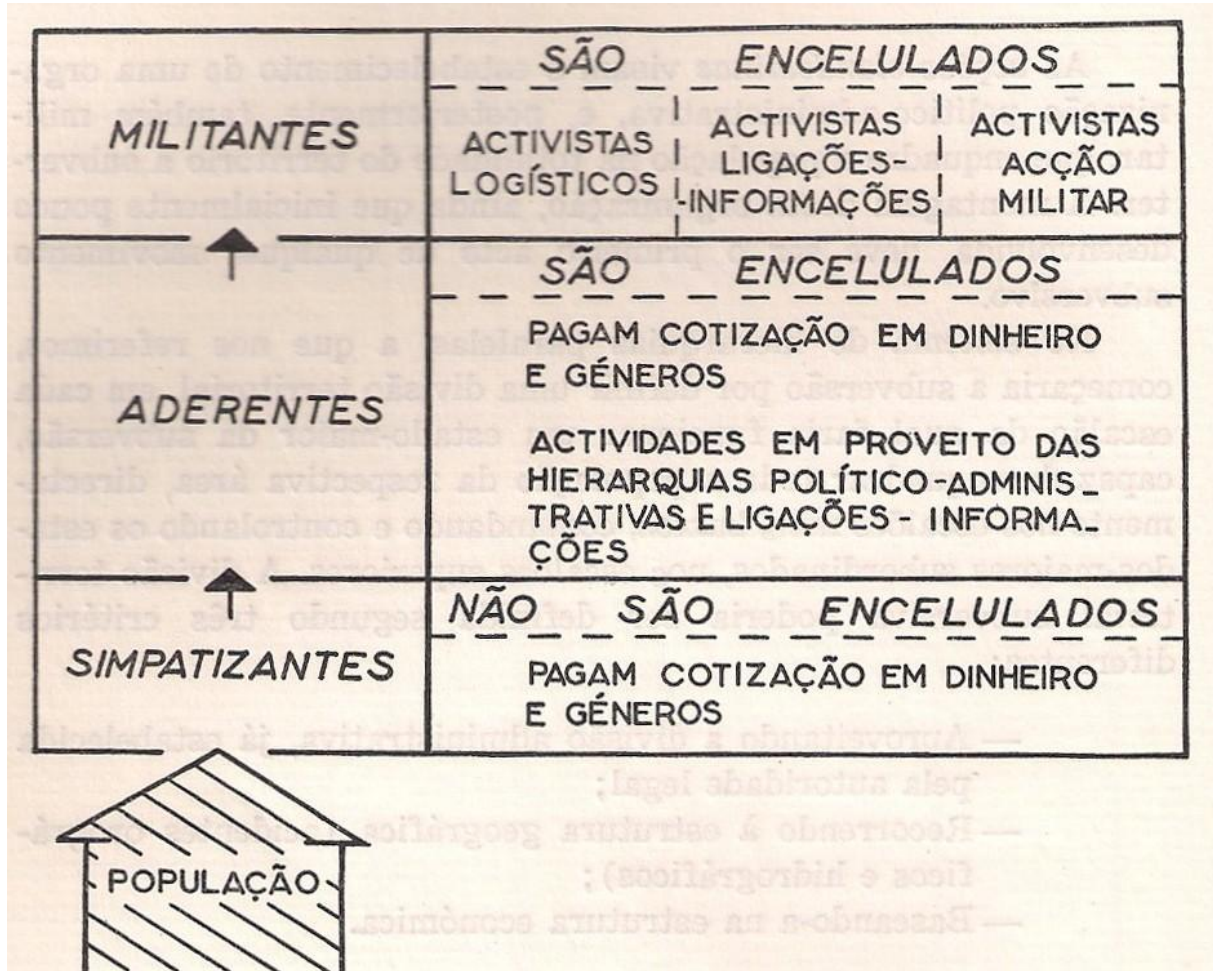 MILITANTES
SÃO ENCELULADOS
ACTIVISTAS
LOGÍSTICOS
ACTIVISTAS
LIGAÇÕES-
-INFORMAÇÕES
ACTIVISTAS
ACÇÃO
MILITAR
ADERENTES
SÃO ENCELULADOS
PAGAM COTIZAÇÃO EM DINHEIRO
E GÉNEROS
ACTIVIDADES EM PROVEITO DAS
HIERARQUIAS POLÍTICO-ADMINIS_
TRATIVAS E LIGAÇÕES- INFORMA_
ÇÕES
SIMPATIZANTES
NÃO SÃO ENCELULADOS
PAGAM COTIZAÇÃO EM DINHEIRO
E GÉNEROS
POPULAÇÃO